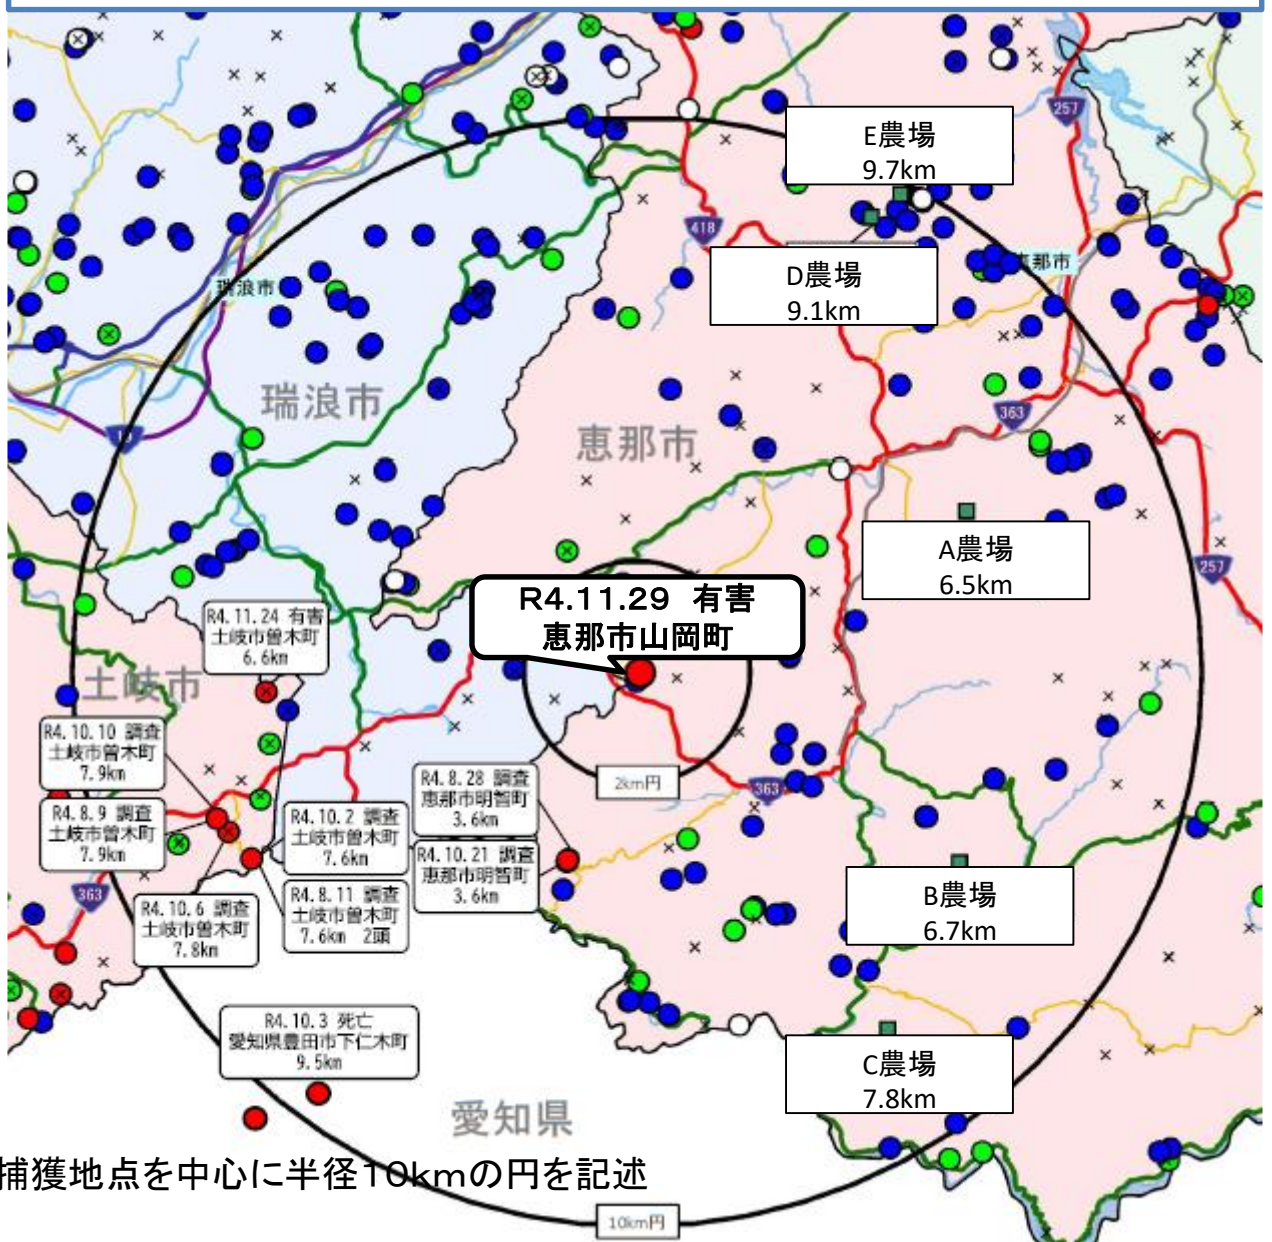 E農場
9.7km
257
418
D農場
9.1km
恵那市
瑞浪市
瑞浪市
恵那市
363
19
A農場
6.5km
257
R4.11.24 有害
土岐市曽木町
6.6km
R4.11.29 有害
恵那市山岡町
土岐市
R4.10.10 調査
土岐市曽木町
7.9km
R4.8.9 調査
土岐市曽木町
7.9km
R4.10.2 調査
土岐市曽木町
7.6km
R4.8.28 調査
恵那市明智町
3.6km
2km円
363
R4.10.21 調査
恵那市明智町
3.6km
363
R4.10.6 調査
土岐市曽木町
7.8km
R4.8.11 調査
土岐市曽木町
7.6km 2頭
B農場
6.7km
R4.10.3 死亡
愛知県豊田市下仁木町
9.5km
C農場
7.8km
愛知県
捕獲地点を中心に半径10kmの円を記述
10km円